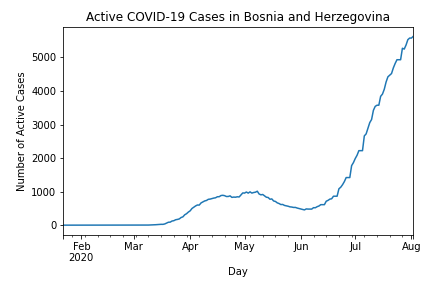 Active COVID-19 Cases in Bosnia and Herzegovina
Number of Active Cases
5000
4000
3000
2000
1000
0
Feb Mar Apr May Jun Jul Aug
2020
Day